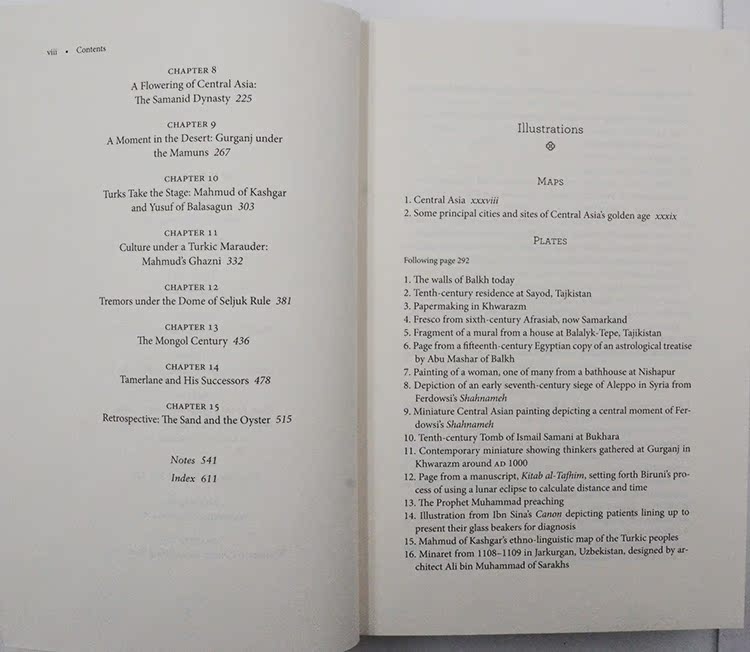 viii • Contents
CHAPTER 8
A Flowering of Central Asia:
The Samanid Dynasty 225
CHAPTER 9
A Moment in the Desert: Gurganj under
the Mamuns 267
CHAPTER 10
Turks Take the Stage: Mahmud of Kashgar
and Yusuf of Balasagun 303
CHAPTER 11
Culture under a Turkic Marauder:
Mahmud's Ghazni 332
CHAPTER 12
Tremors under the Dome of Seljuk Rule 381
CHAPTER 13
The Mongol Century 436
CHAPTER 14
Tamerlane and His Successors 478
CHAPTER 15
Retrospective: The Sand and the Oyster 515
Notes 541
Index 611
Illustrations
MAPS
1. Central Asia xxxviii
2. Some principal cities and sites of Central Asia's golden age xxxix
PLATES
Following page 292
1. The walls of Balkh today
2. Tenth-century residence at Sayod, Tajkistan
3. Papermaking in Khwarazm
4. Fresco from sixth-century Afrasiab, now Samarkand
5. Fragment of a mural from a house at Balalyk-Tepe, Tajikistan
6. Page from a fifteenth-century Egyptian copy of an astrological treatise
by Abu Mashar of Balkh
7. Painting of a woman, one of many from a bathhouse at Nishapur
8. Depiction of an early seventh-century siege of Aleppo in Syria from
Ferdowsi's Shahnameh
9. Miniature Central Asian painting depicting a central moment of Fer-
dowsi's Shahnameh
10. Tenth-century Tomb of Ismail Samani at Bukhara
11. Contemporary miniature showing thinkers gathered at Gurganj in
Khwarazm around AD 1000
12. Page from a manuscript, Kitab al-Tafhim, setting forth Biruni's pro-
cess of using a lunar eclipse to calculate distance and time
13. The Prophet Muhammad preaching
14. Illustration from Ibn Sina's Canon depicting patients lining up to
present their glass beakers for diagnosis
15. Mahmud of Kashgar's ethno-linguistic map of the Turkic peoples
16. Minaret from 1108–1109 in Jarkurgan, Uzbekistan, designed by ar-
chitect Ali bin Muhammad of Sarakhs